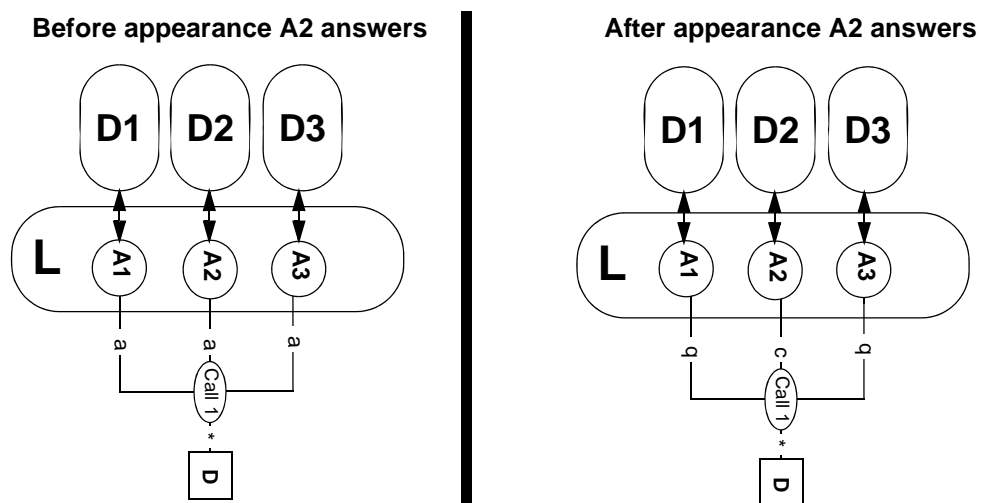 Before appearance A2 answers
D1 D2 D3
L A1 A2 A3
a a a
Call 1
*
D
After appearance A2 answers
D1 D2 D3
L A1 A2 A3
q c q
Call 1
*
D